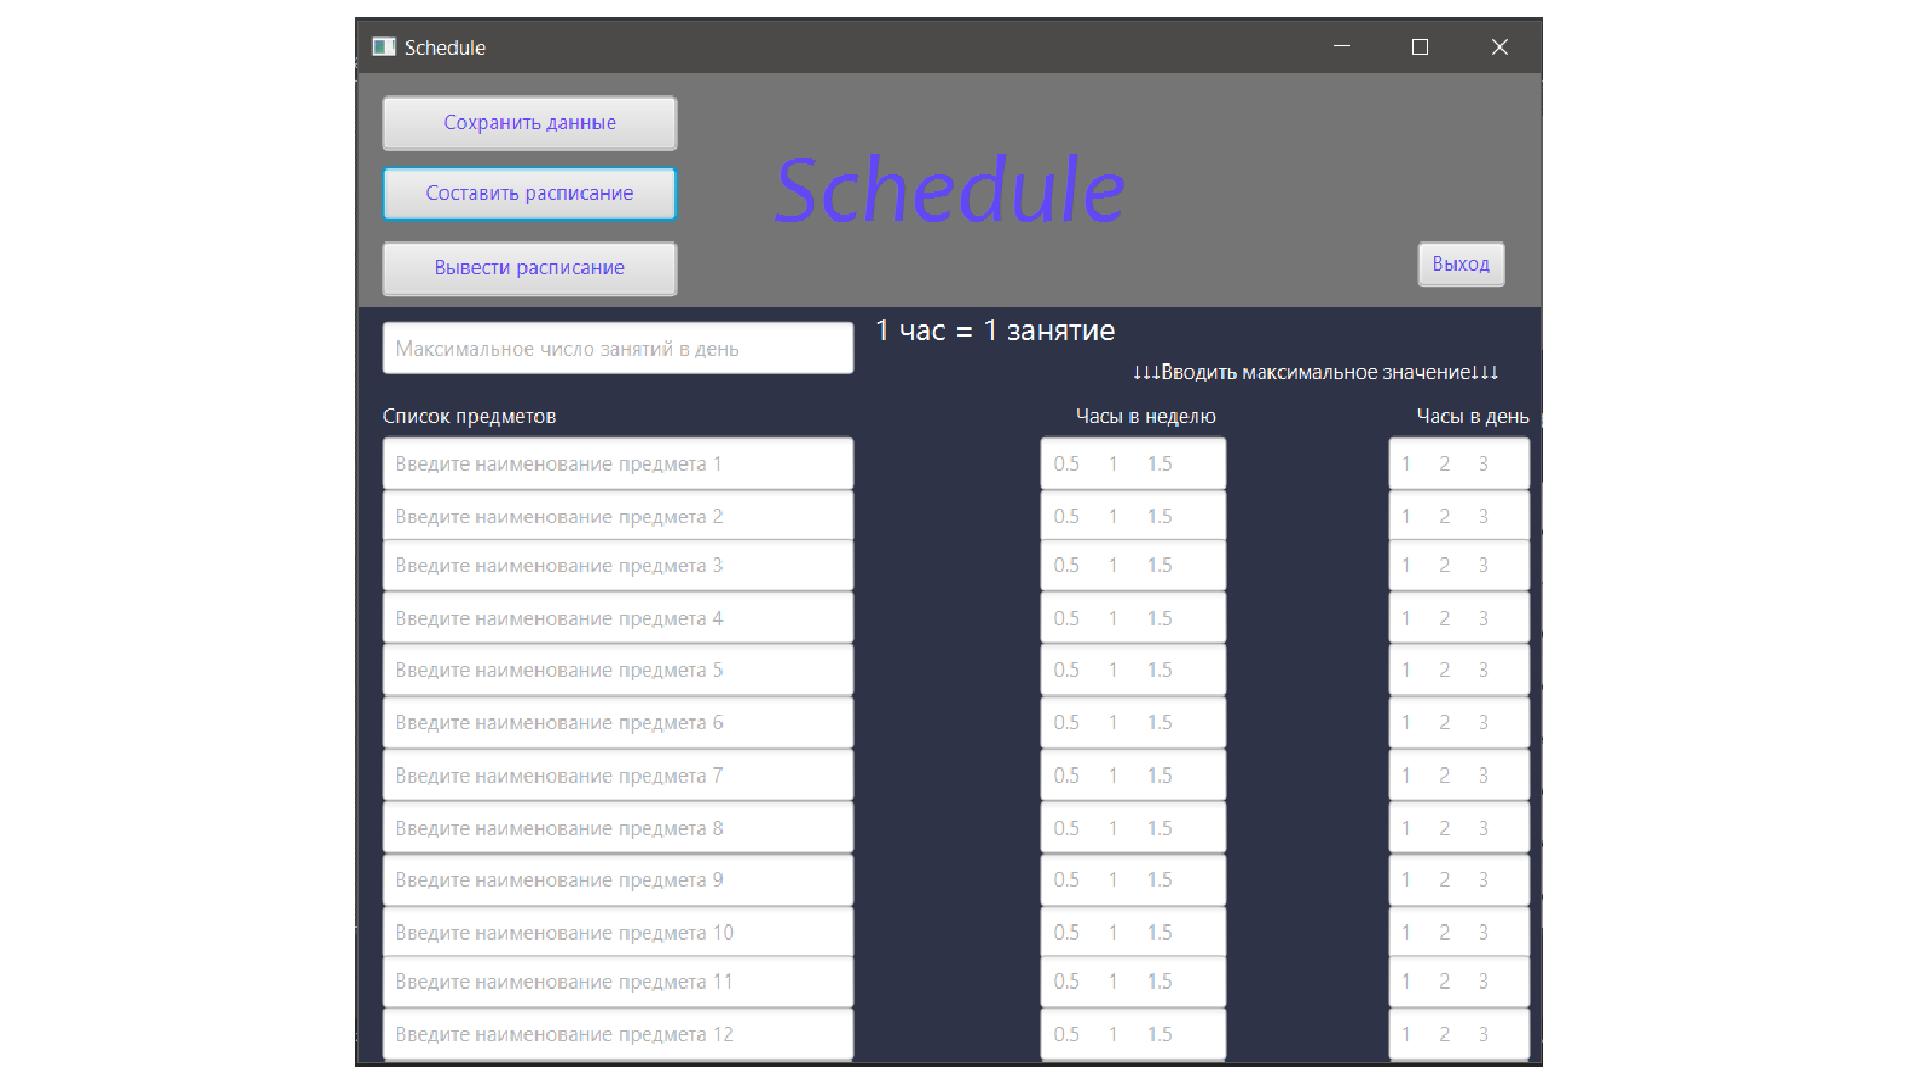 Schedule
Сохранить данные
Составить расписание
Schedule
Вывести расписание
Выход
Максимальное число занятий в день
1 час = 1 занятие
↓↓↓Вводить максимальное значение↓↓↓
Список предметов Часы в неделю Часы в день
Введите наименование предмета 1 0.5 1 1.5 1 2 3
Введите наименование предмета 2 0.5 1 1.5 1 2 3
Введите наименование предмета 3 0.5 1 1.5 1 2 3
Введите наименование предмета 4 0.5 1 1.5 1 2 3
Введите наименование предмета 5 0.5 1 1.5 1 2 3
Введите наименование предмета 6 0.5 1 1.5 1 2 3
Введите наименование предмета 7 0.5 1 1.5 1 2 3
Введите наименование предмета 8 0.5 1 1.5 1 2 3
Введите наименование предмета 9 0.5 1 1.5 1 2 3
Введите наименование предмета 10 0.5 1 1.5 1 2 3
Введите наименование предмета 11 0.5 1 1.5 1 2 3
Введите наименование предмета 12 0.5 1 1.5 1 2 3